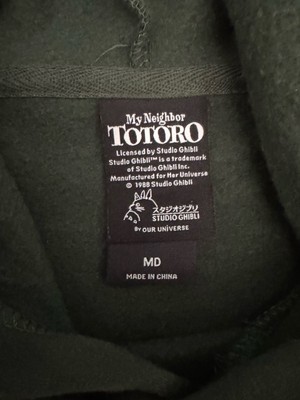 My Neighbor
TOTORO
Licensed by Studio Ghibli
Studio Ghibli™ is a trademark
of Studio Ghibli Inc.
Manufactured for Her Universe
© 1988 Studio Ghibli
スタジオジブリ
STUDIO GHIBLI
BY OUR UNIVERSE
MD
MADE IN CHINA